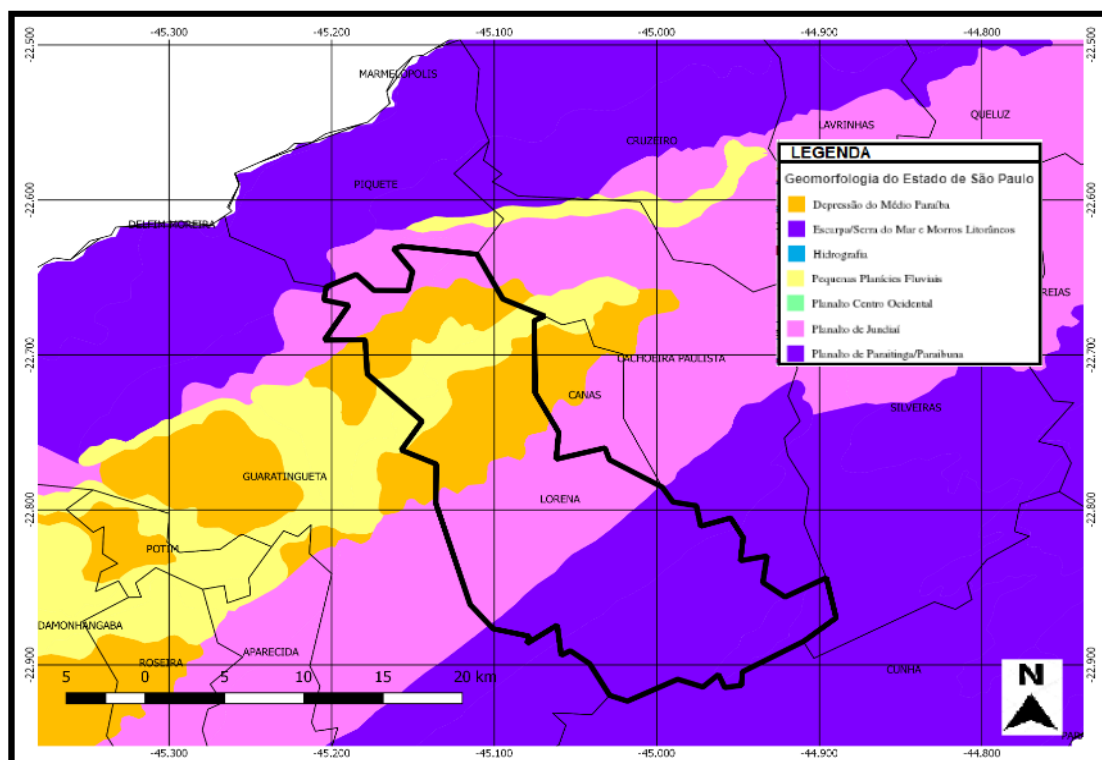 -45.300 -45.200 -45.100 -45.000 -44.900 -44.800
-22.500 -22.500
MARMELOPOLIS
QUELUZ
LAVRINHAS
CRUZEIRO
LEGENDA
Geomorfologia do Estado de São Paulo
Depressão do Médio Paraíba
Escarpa/Serra do Mar e Morros Litorâneos
Hidrografia
Pequenas Planícies Fluviais
Planalto Centro Ocidental
Planalto de Jundiaí
Planalto de Paraitinga/Paraibuna
PIQUETE
-22.600 -22.600
DELFIM MOREIRA
REIAS
-22.700 -22.700
CACHOEIRA PAULISTA
CANAS
SILVEIRAS
GUARATINGUETA
LORENA
-22.800 -22.800
POTIM
DAMONHANGABA
APARECIDA
ROSEIRA
-22.900 -22.900
CUNHA
5 0 5 10 15 20 km
N
PAR
-45.300 -45.200 -45.100 -45.000 -44.900 -44.800